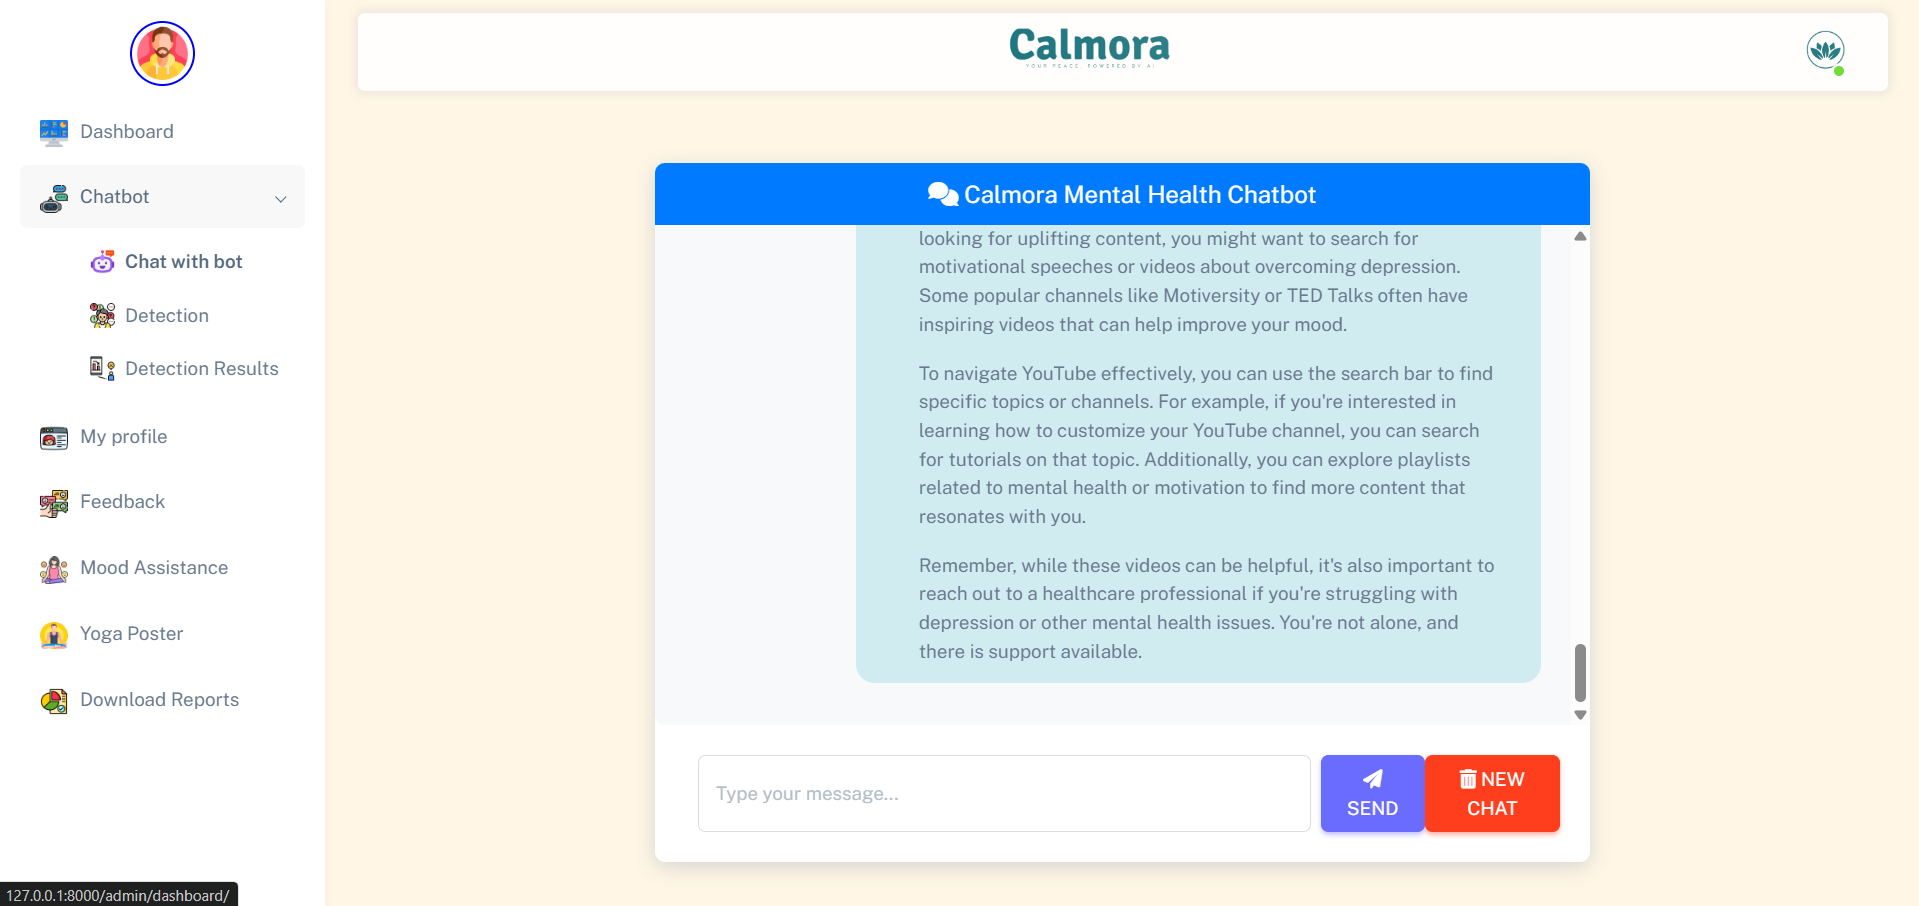 Calmora
YOUR PEACE, POWERED BY AI
Dashboard
Chatbot
Chat with bot
Detection
Detection Results
My profile
Feedback
Mood Assistance
Yoga Poster
Download Reports
Calmora Mental Health Chatbot
looking for uplifting content, you might want to search for
motivational speeches or videos about overcoming depression.
Some popular channels like Motiversity or TED Talks often have
inspiring videos that can help improve your mood.
To navigate YouTube effectively, you can use the search bar to find
specific topics or channels. For example, if you're interested in
learning how to customize your YouTube channel, you can search
for tutorials on that topic. Additionally, you can explore playlists
related to mental health or motivation to find more content that
resonates with you.
Remember, while these videos can be helpful, it's also important to
reach out to a healthcare professional if you're struggling with
depression or other mental health issues. You're not alone, and
there is support available.
Type your message...
SEND
NEW
CHAT
127.0.0.1:8000/admin/dashboard/